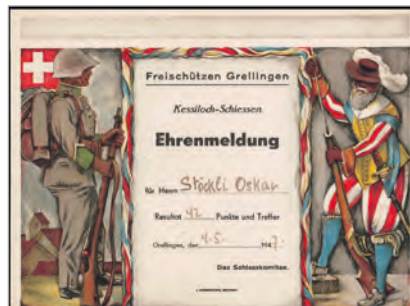 Freischützen Grellingen
Kessiloch-Schiessen
Ehrenmeldung
für Herrn Stöckli Oskar
Resultat 42 Punkte und Treffer
Grellingen, den 4.5. 1947.
Das Schiesskomitee.